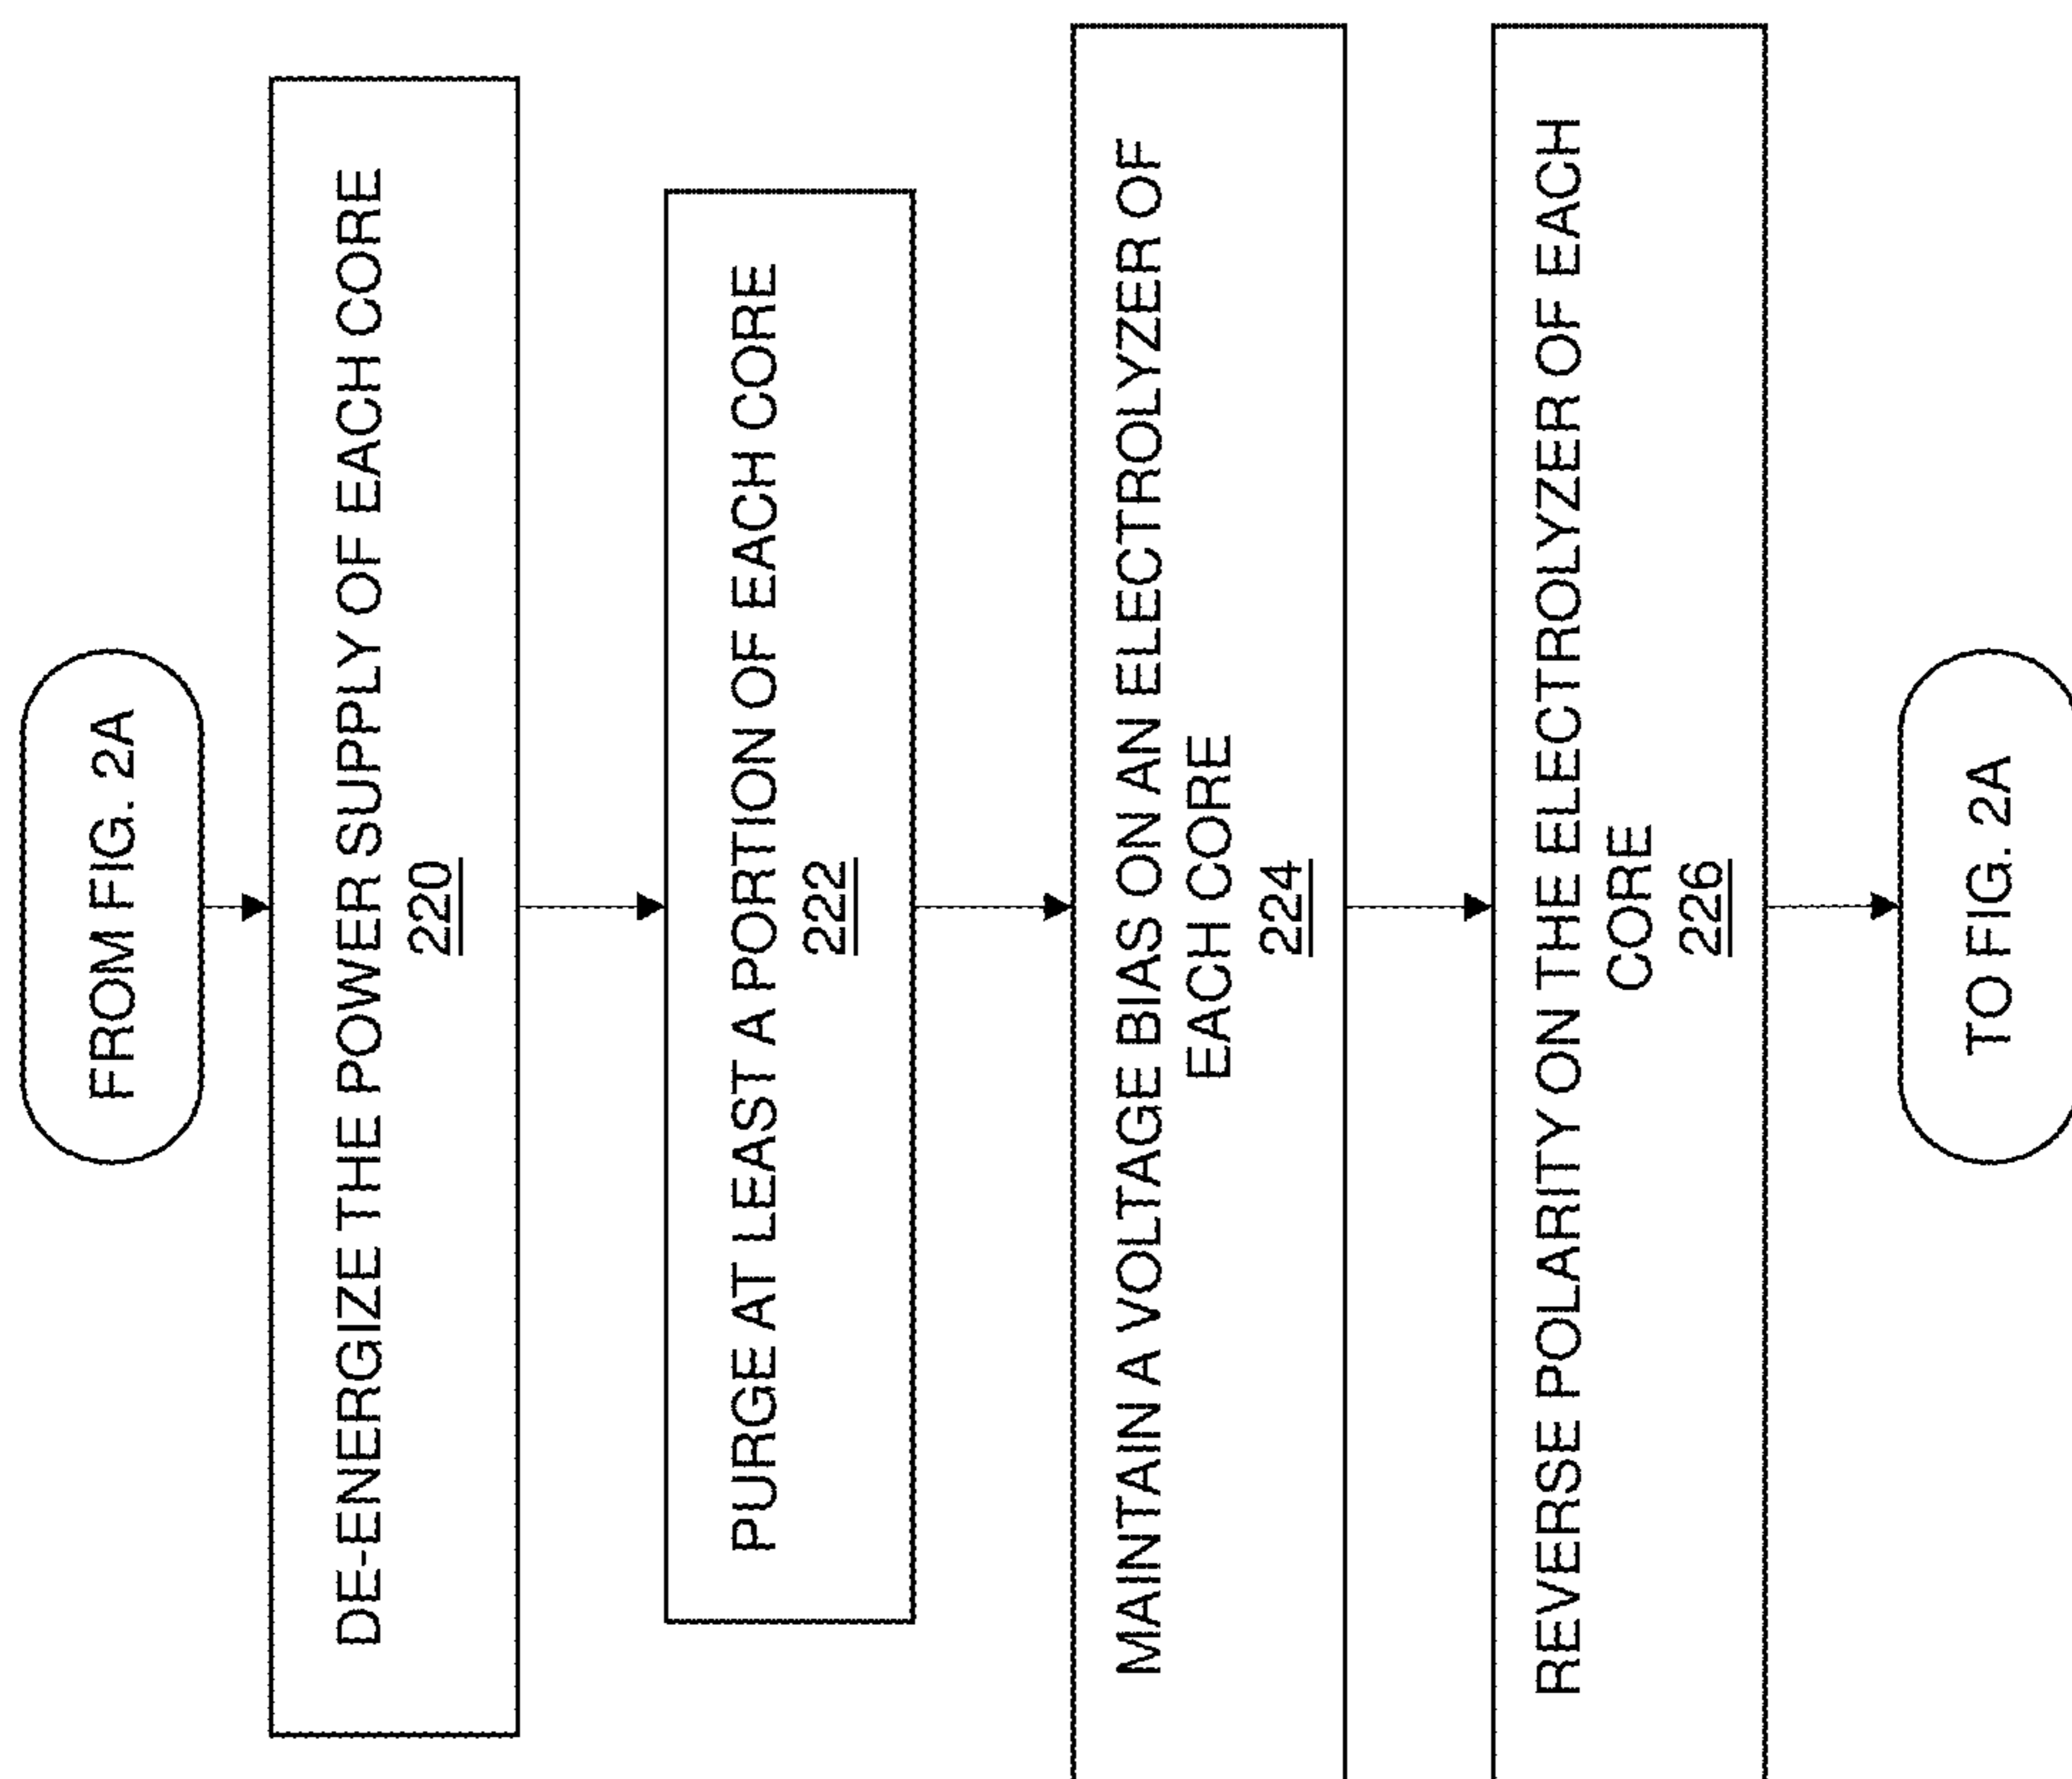 FROM FIG. 2A
DE-ENERGIZE THE POWER SUPPLY OF EACH CORE
220
PURGE AT LEAST A PORTION OF EACH CORE
222
MAINTAIN A VOLTAGE BIAS ON AN ELECTROLYZER OF
EACH CORE
224
REVERSE POLARITY ON THE ELECTROLYZER OF EACH
CORE
226
TO FIG. 2A